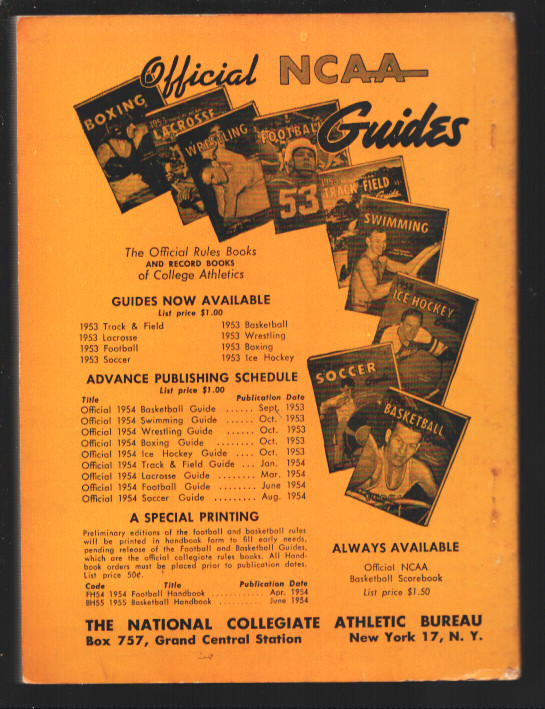 Official NCAA
Guides
BOXING
1953
LACROSSE
WRESTLING
FOOTBALL
53
TRACK FIELD
Guide
SWIMMING
ICE HOCKEY
SOCCER
BASKETBALL
The Official Rules Books
AND RECORD BOOKS
of College Athletics
GUIDES NOW AVAILABLE
List price $1.00
1953 Track & Field 1953 Basketball
1953 Lacrosse 1953 Wrestling
1953 Football 1953 Boxing
1953 Soccer 1953 Ice Hockey
ADVANCE PUBLISHING SCHEDULE
List price $1.00
Title Publication Date
Official 1954 Basketball Guide ...... Sept. 1953
Official 1954 Swimming Guide ...... Oct. 1953
Official 1954 Wrestling Guide ....... Oct. 1953
Official 1954 Boxing Guide ........ Oct. 1953
Official 1954 Ice Hockey Guide .... Oct. 1953
Official 1954 Track & Field Guide ... Jan. 1954
Official 1954 Lacrosse Guide ....... Mar. 1954
Official 1954 Football Guide ........ June 1954
Official 1954 Soccer Guide ......... Aug. 1954
A SPECIAL PRINTING
Preliminary editions of the football and basketball rules
will be printed in handbook form to fill early needs,
pending release of the Football and Basketball Guides,
which are the official collegiate rules books. All Hand-
book orders must be placed prior to publication dates.
List price 50¢.
Code Title Publication Date
FH54 1954 Football Handbook ............ Apr. 1954
BH55 1955 Basketball Handbook ........... June 1954
ALWAYS AVAILABLE
Official NCAA
Basketball Scorebook
List price $1.50
THE NATIONAL COLLEGIATE ATHLETIC BUREAU
Box 757, Grand Central Station New York 17, N. Y.